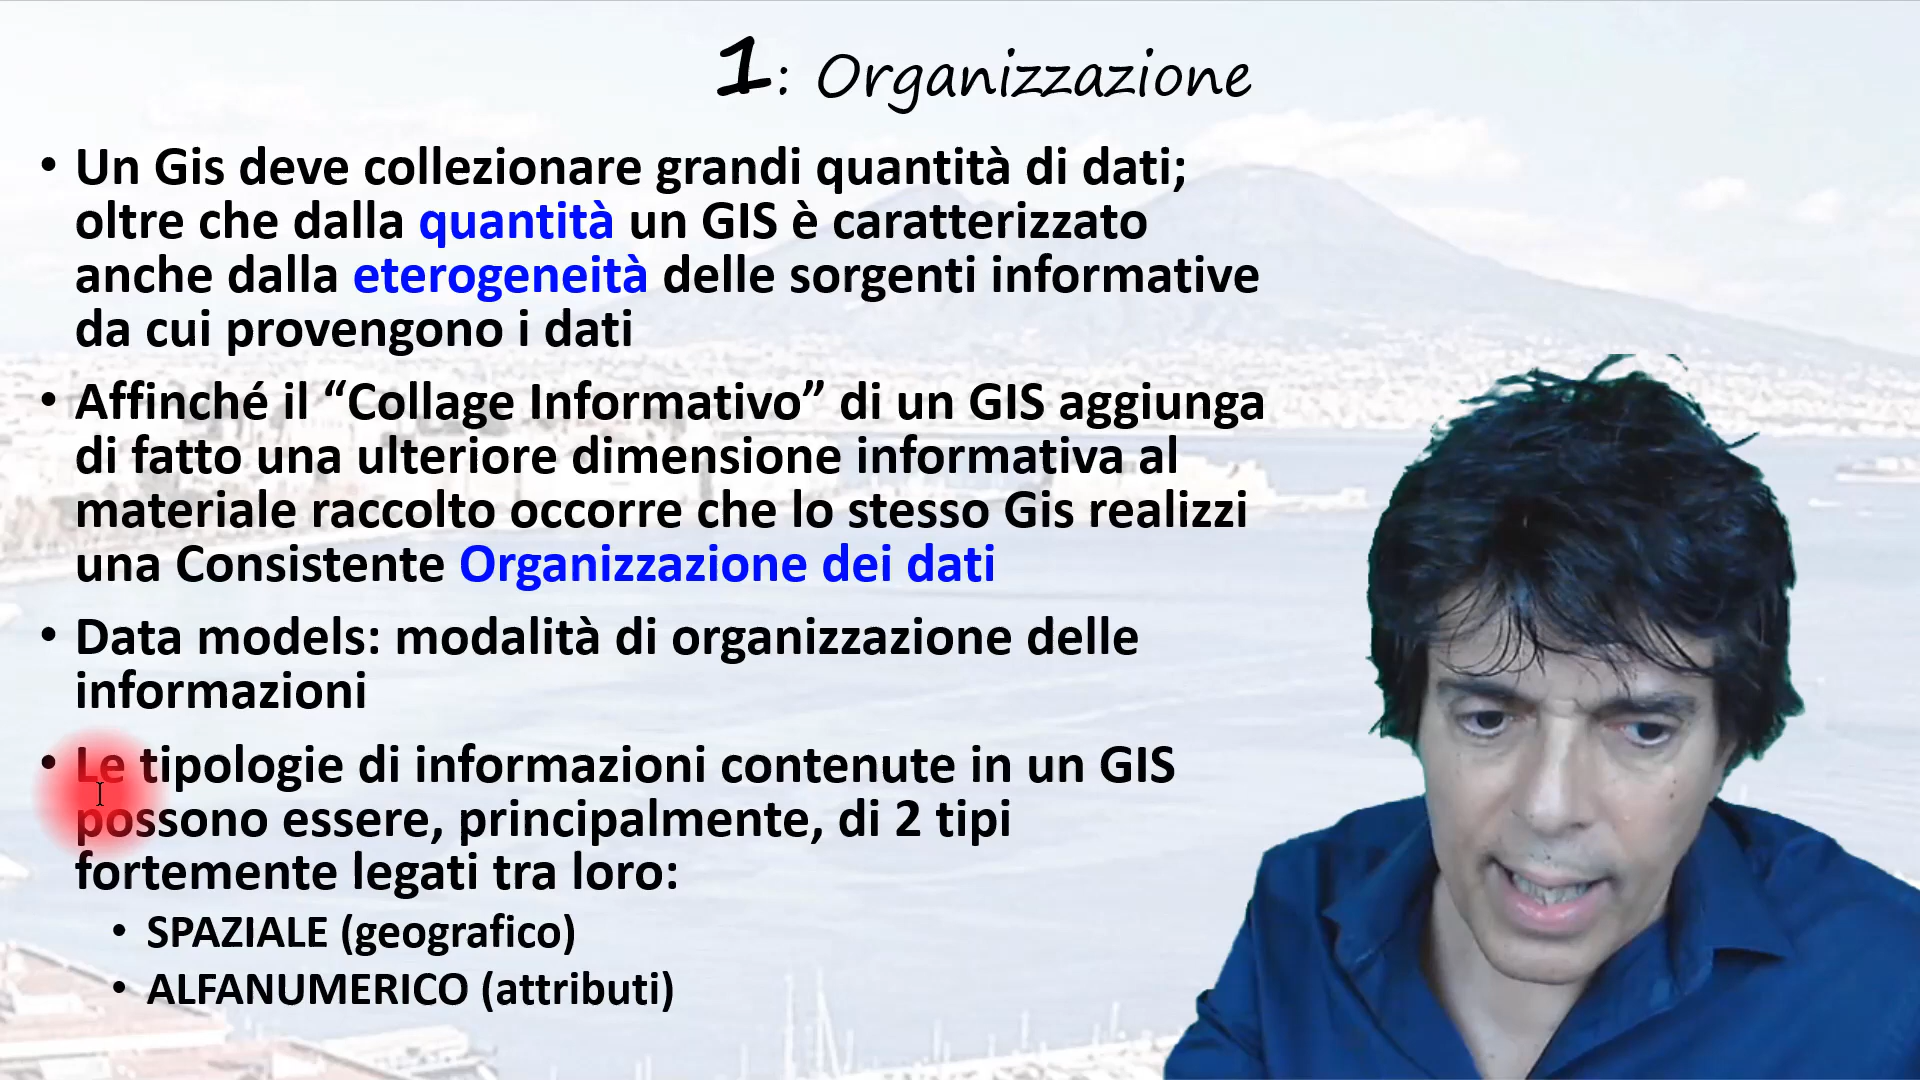 1: Organizzazione
• Un Gis deve collezionare grandi quantità di dati;
oltre che dalla quantità un GIS è caratterizzato
anche dalla eterogeneità delle sorgenti informative
da cui provengono i dati
• Affinché il “Collage Informativo” di un GIS aggiunga
di fatto una ulteriore dimensione informativa al
materiale raccolto occorre che lo stesso Gis realizzi
una Consistente Organizzazione dei dati
• Data models: modalità di organizzazione delle
informazioni
• Le tipologie di informazioni contenute in un GIS
possono essere, principalmente, di 2 tipi
fortemente legati tra loro:
• SPAZIALE (geografico)
• ALFANUMERICO (attributi)